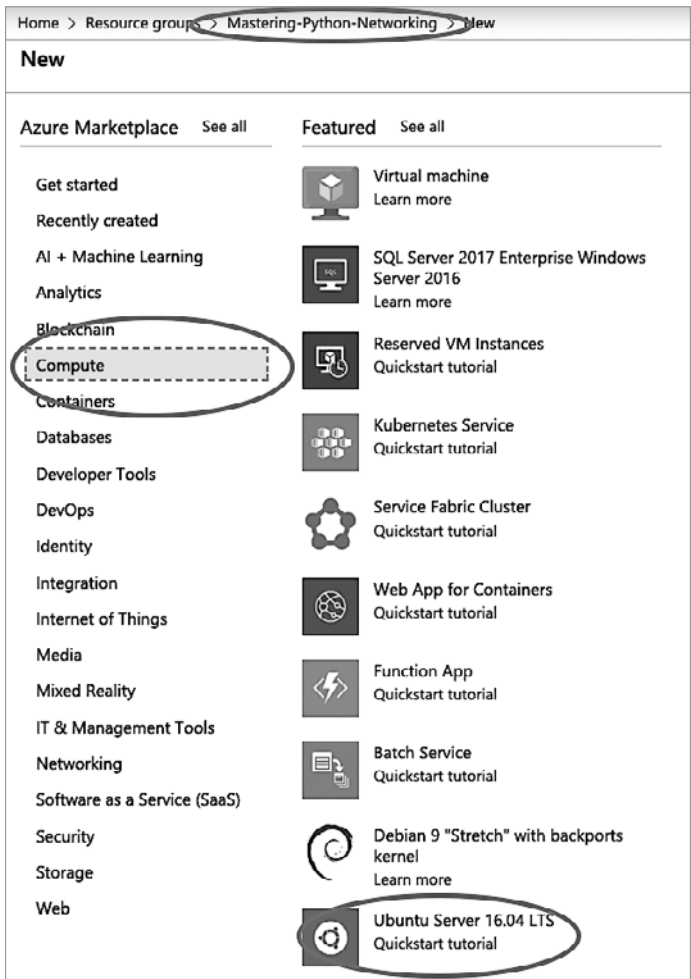 Home > Resource groups > Mastering-Python-Networking > New
New
Azure Marketplace See all
Get started
Recently created
AI + Machine Learning
Analytics
Blockchain
Compute
Containers
Databases
Developer Tools
DevOps
Identity
Integration
Internet of Things
Media
Mixed Reality
IT & Management Tools
Networking
Software as a Service (SaaS)
Security
Storage
Web
Featured See all
Virtual machine
Learn more
SQL
SQL Server 2017 Enterprise Windows
Server 2016
Learn more
Reserved VM Instances
Quickstart tutorial
Kubernetes Service
Quickstart tutorial
Service Fabric Cluster
Quickstart tutorial
Web App for Containers
Quickstart tutorial
Function App
Quickstart tutorial
Batch Service
Quickstart tutorial
Debian 9 "Stretch" with backports
kernel
Learn more
Ubuntu Server 16.04 LTS
Quickstart tutorial